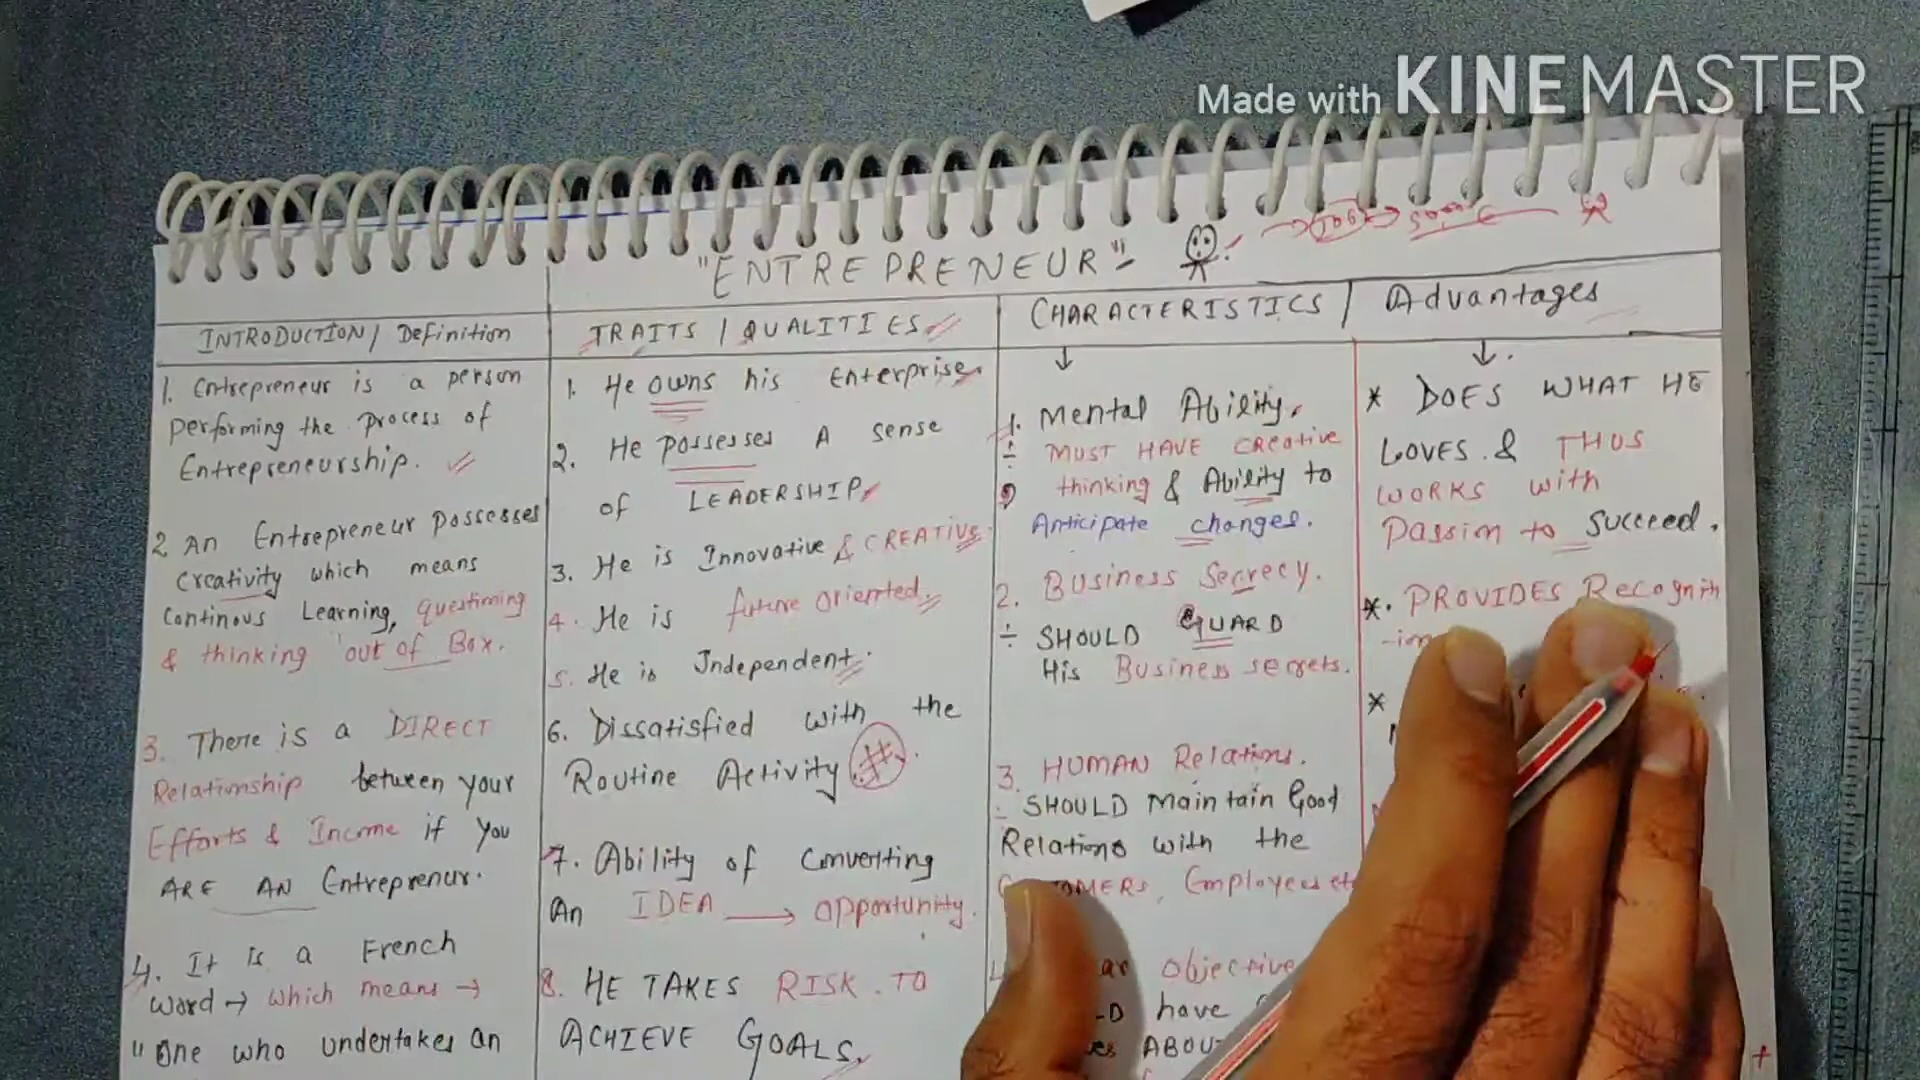 Made with KINEMASTER
"ENTREPRENEUR"
INTRODUCTION/ Definition
1. Entrepreneur is a person
performing the process of
Entrepreneurship.
2. An Entrepreneur possesses
creativity which means
continous Learning, questioning
& thinking 'out of Box.
3. There is a DIRECT
Relationship between your
Efforts & Income if you
ARE AN Entreprenur.
4. It is a French
word → which means →
"One who undertakes an
TRAITS / QUALITIES
1. He owns his Enterprise.
2. He possesses A sense
of LEADERSHIP
3. He is Innovative & CREATIVE
4. He is future oriented.
5. He is Independent.
6. Dissatisfied with the
Routine Activity #.
7. Ability of Converting
An IDEA → opportunity.
8. HE TAKES RISK TO
ACHIEVE GOALS.
CHARACTERISTICS / Advantages
1. Mental Ability.
MUST HAVE Creative
thinking & Ability to
Anticipate changes.
2. Business Secrecy.
÷ SHOULD GUARD
His Business secrets.
3. HUMAN Relations.
SHOULD Maintain Good
Relations with the
Employees etc
Objective
have
ABOU
* DOES WHAT HE
LOVES & THUS
WORKS with
Passion to Succeed.
* PROVIDES Recognith
*